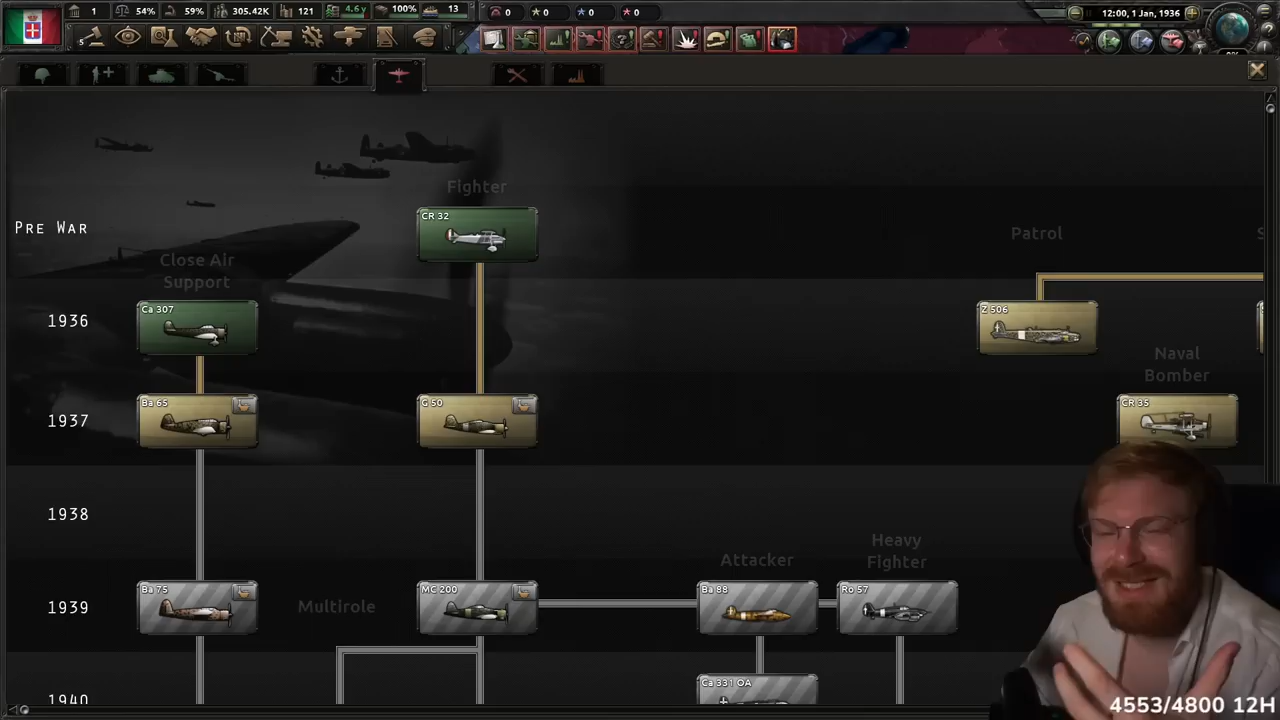 1 54% 59% 305.42K 121 4.6 y 100% 13 0 0 0 0 12:00, 1 Jan, 1936
5
Fighter
CR 32
PRE WAR
Patrol
Close Air
Support
Ca 307
1936
Z 506
Naval
Bomber
Ba 65
G 50
CR 35
1937
1938
Heavy
Fighter
Attacker
Ba 75
MC 200
Ba 88
Ro 57
1939
Multirole
Ca 331 OA
1940
4553/4800 12H